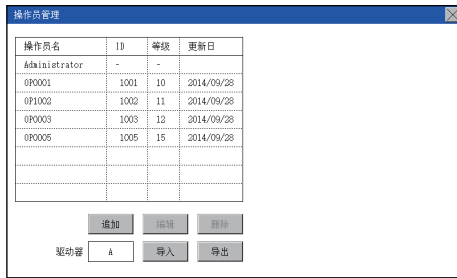 操作员管理
操作员名 ID 等级 更新日
Administrator - -
OP0001 1001 10 2014/09/28
OP1002 1002 11 2014/09/28
OP0003 1003 12 2014/09/28
OP0005 1005 15 2014/09/28
追加 编辑 删除
驱动器 A 导入 导出